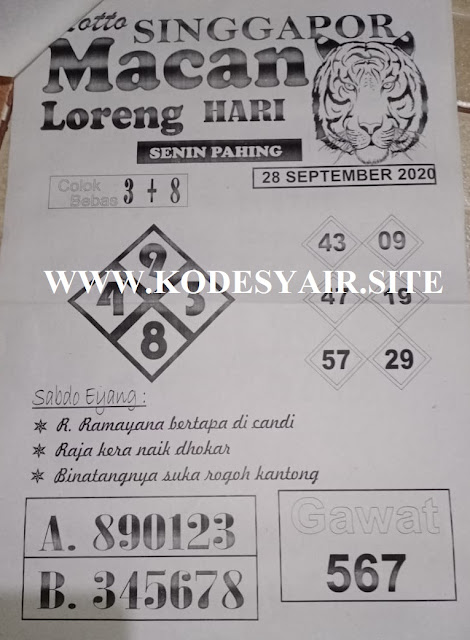 Lotto SINGGAPOR
Macan
Loreng HARI
SENIN PAHING
28 SEPTEMBER 2020
Colok
Bebas 3 + 8
9
4 3
8
43 09
47 19
57 29
WWW.KODESYAIR.SITE
Sabdo Eyang :
R. Ramayana bertapa di candi
Raja kera naik dhokar
Binatangnya suka rogoh kantong
A. 890123
B. 345678
Gawat
567